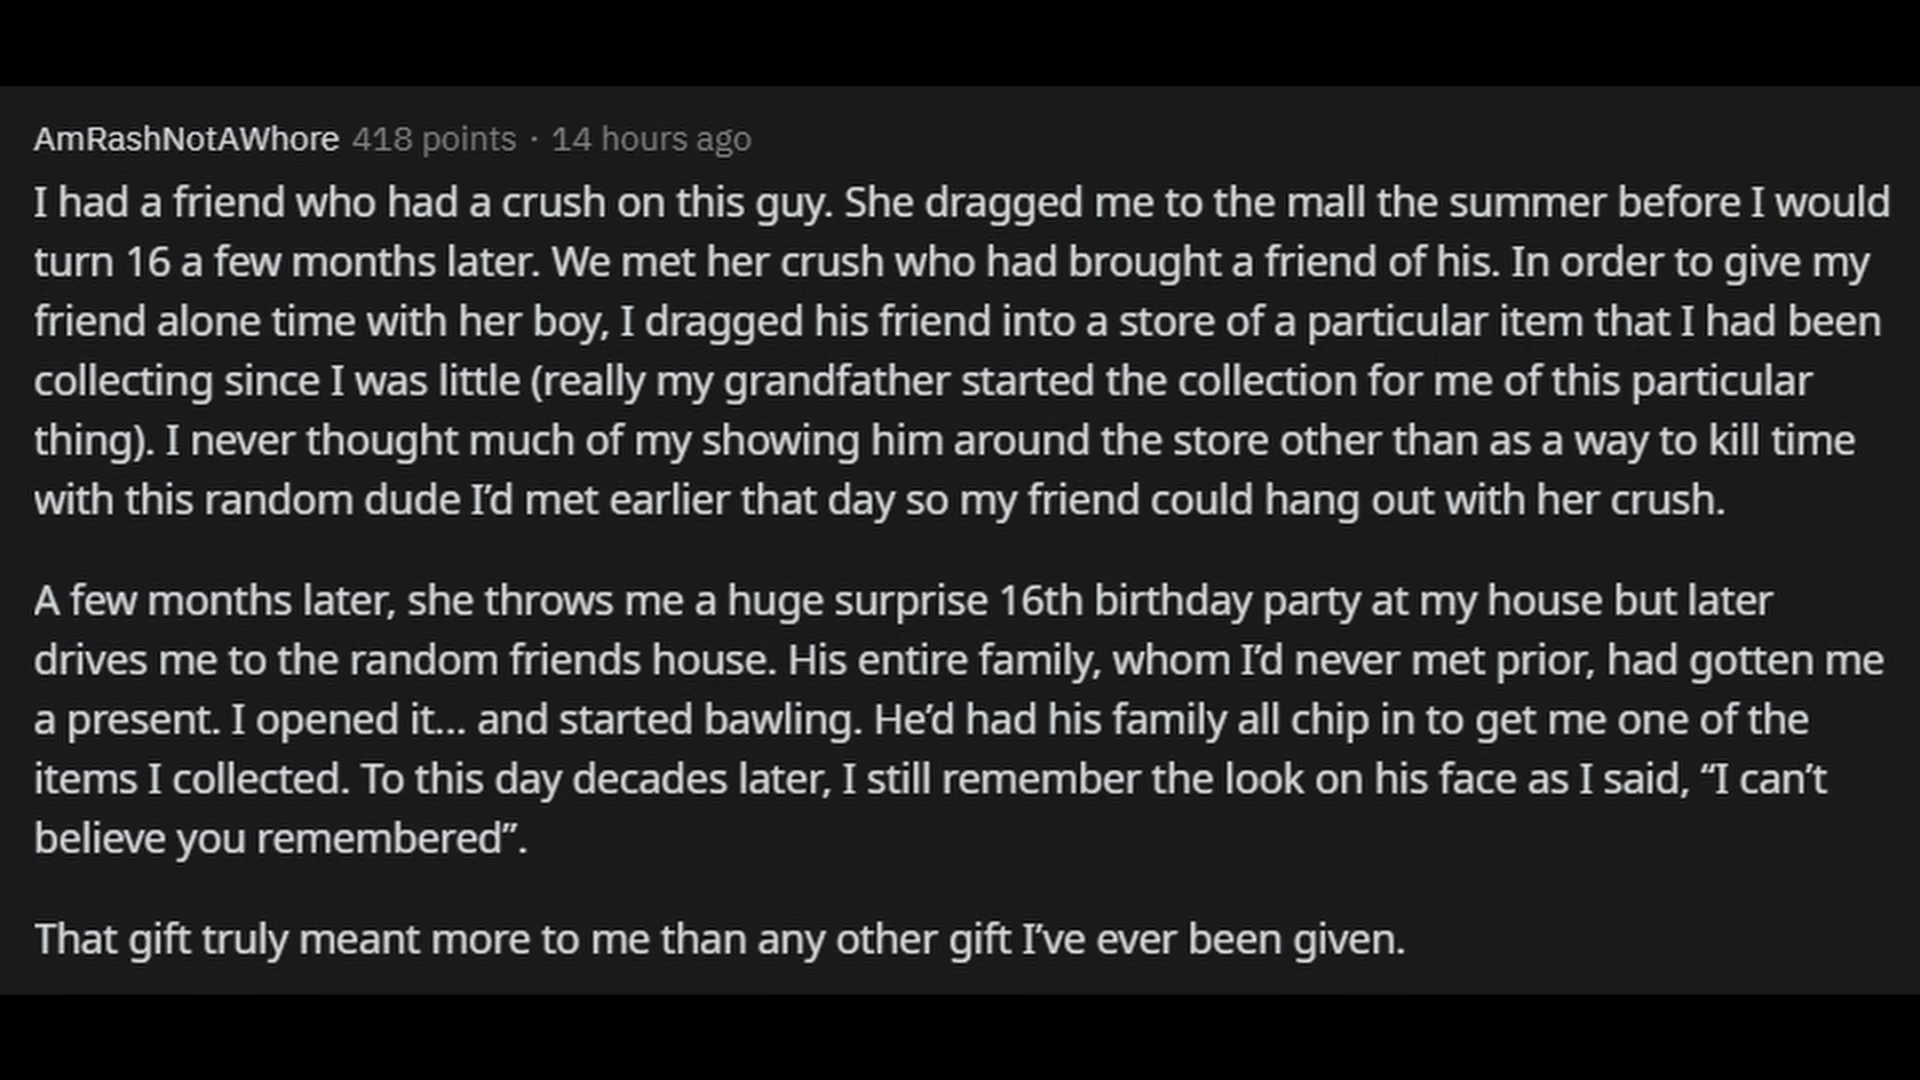 AmRashNotAWhore 418 points · 14 hours ago
I had a friend who had a crush on this guy. She dragged me to the mall the summer before I would
turn 16 a few months later. We met her crush who had brought a friend of his. In order to give my
friend alone time with her boy, I dragged his friend into a store of a particular item that I had been
collecting since I was little (really my grandfather started the collection for me of this particular
thing). I never thought much of my showing him around the store other than as a way to kill time
with this random dude I’d met earlier that day so my friend could hang out with her crush.
A few months later, she throws me a huge surprise 16th birthday party at my house but later
drives me to the random friends house. His entire family, whom I’d never met prior, had gotten me
a present. I opened it... and started bawling. He’d had his family all chip in to get me one of the
items I collected. To this day decades later, I still remember the look on his face as I said, “I can’t
believe you remembered”.
That gift truly meant more to me than any other gift I’ve ever been given.